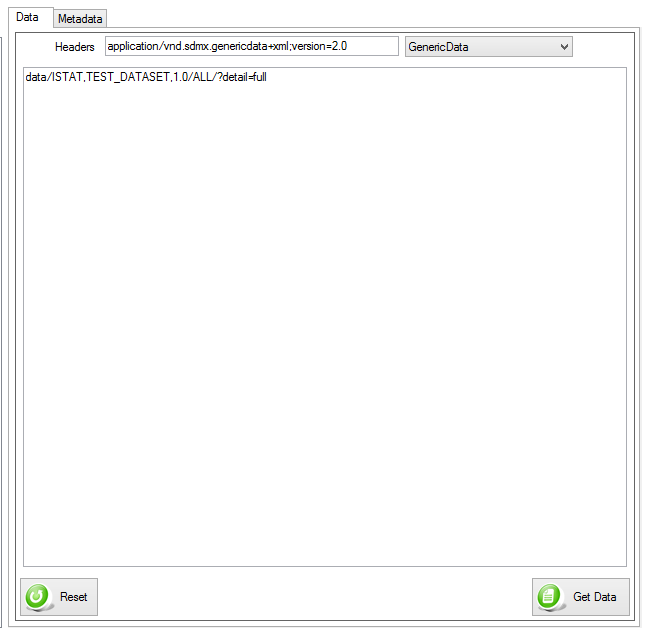 Data Metadata
Headers application/vnd.sdmx.genericdata+xml;version=2.0 GenericData
data/ISTAT,TEST_DATASET,1.0/ALL/?detail=full
Reset Get Data